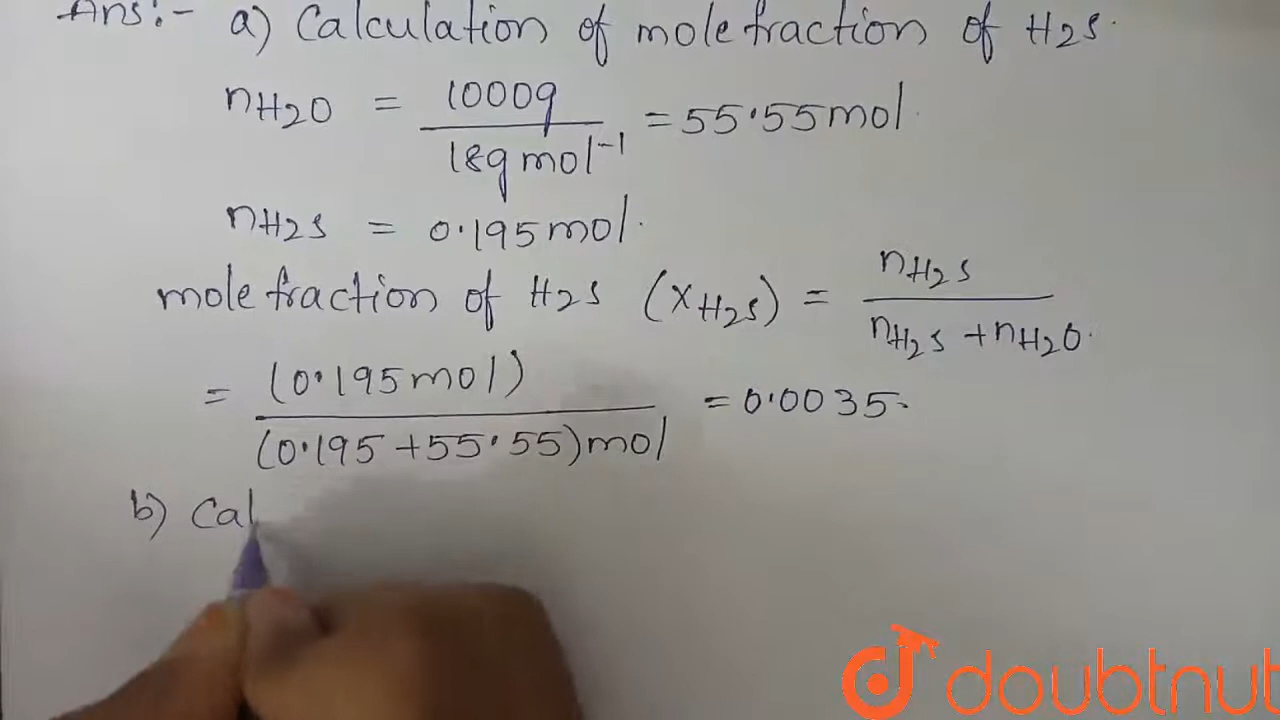 Ans:- a) Calculation of mole fraction of H2S.
nH2O = 1000g / 18g mol⁻¹ = 55.55 mol.
nH2S = 0.195 mol.
mole fraction of H2S (xH2S) = nH2S / nH2S + nH2O.
= (0.195 mol) / (0.195 + 55.55) mol = 0.0035.
b) Cal
doubtnut